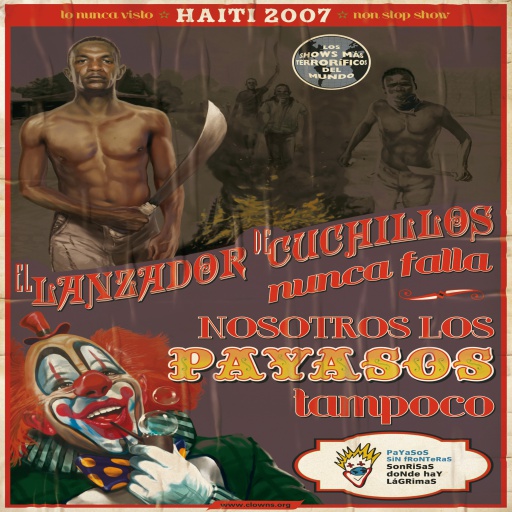 lo nunca visto ☆ HAITI 2007 ☆ non stop show
LOS
SHOWS MÁS
TERRORÍFICOS
DEL
MUNDO
EL LANZADOR DE CUCHILLOS
nunca falla
NOSOTROS LOS
PAYASOS
tampoco
PaYaSoS
SiN fRoNTeRaS
SonRiSaS
doNde haY
LáGRimaS
www.clowns.org